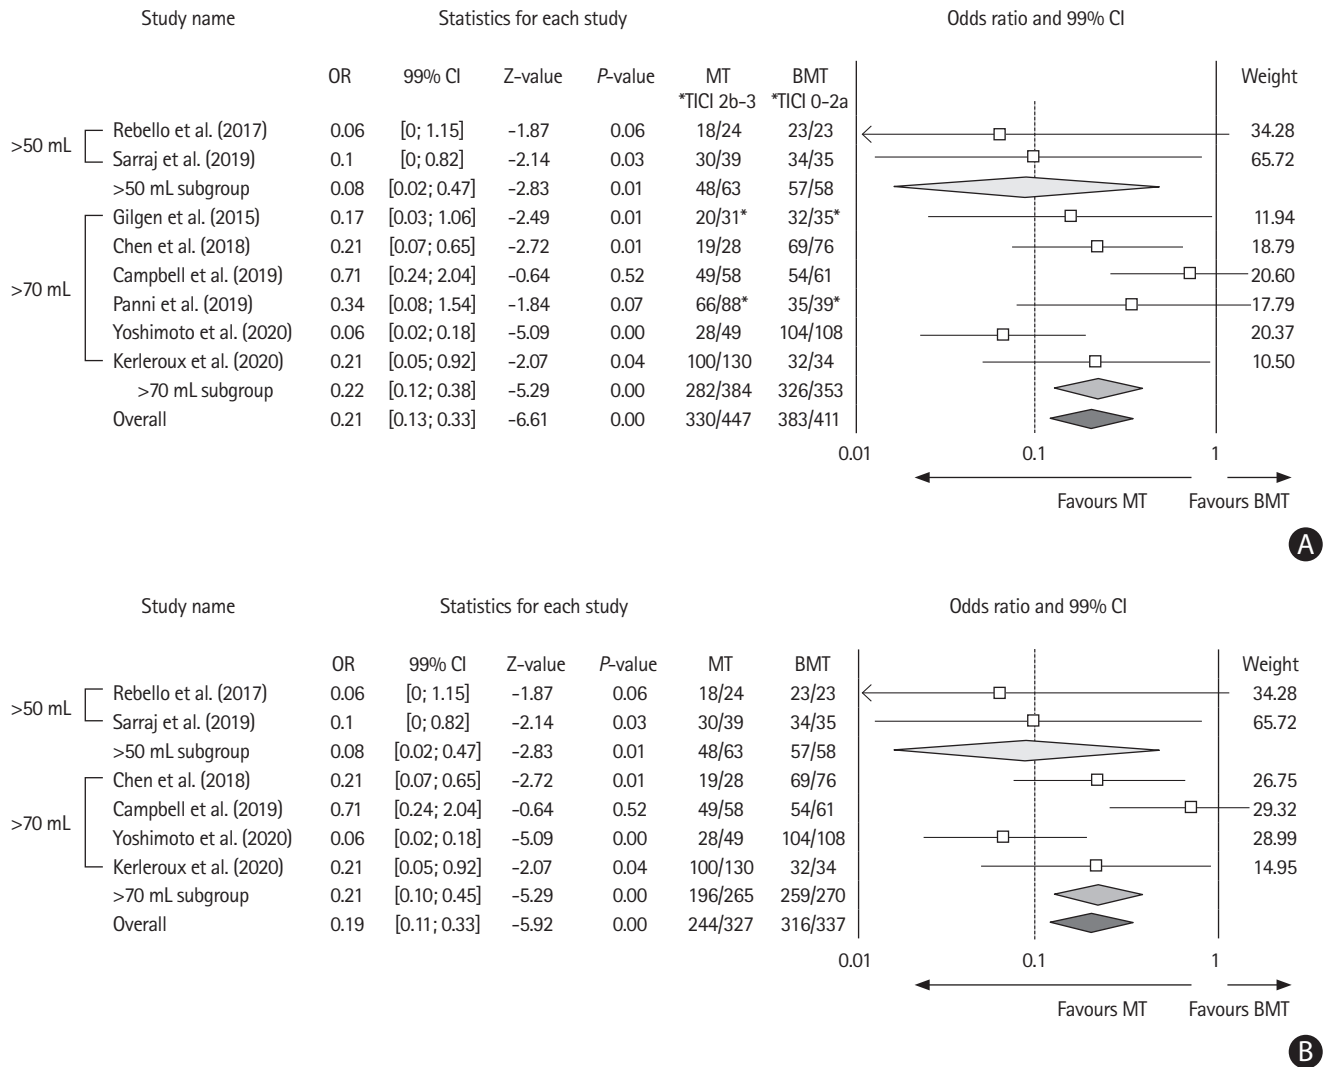 Study name Statistics for each study Odds ratio and 99% CI
OR 99% CI Z-value P-value MT BMT Weight
*TICI 2b-3 *TICI 0-2a
>50 mL
Rebello et al. (2017) 0.06 [0; 1.15] -1.87 0.06 18/24 23/23 34.28
Sarraj et al. (2019) 0.1 [0; 0.82] -2.14 0.03 30/39 34/35 65.72
>50 mL subgroup 0.08 [0.02; 0.47] -2.83 0.01 48/63 57/58
>70 mL
Gilgen et al. (2015) 0.17 [0.03; 1.06] -2.49 0.01 20/31* 32/35* 11.94
Chen et al. (2018) 0.21 [0.07; 0.65] -2.72 0.01 19/28 69/76 18.79
Campbell et al. (2019) 0.71 [0.24; 2.04] -0.64 0.52 49/58 54/61 20.60
Panni et al. (2019) 0.34 [0.08; 1.54] -1.84 0.07 66/88* 35/39* 17.79
Yoshimoto et al. (2020) 0.06 [0.02; 0.18] -5.09 0.00 28/49 104/108 20.37
Kerleroux et al. (2020) 0.21 [0.05; 0.92] -2.07 0.04 100/130 32/34 10.50
>70 mL subgroup 0.22 [0.12; 0.38] -5.29 0.00 282/384 326/353
Overall 0.21 [0.13; 0.33] -6.61 0.00 330/447 383/411
0.01 0.1 1
Favours MT Favours BMT
A
Study name Statistics for each study Odds ratio and 99% CI
OR 99% CI Z-value P-value MT BMT Weight
>50 mL
Rebello et al. (2017) 0.06 [0; 1.15] -1.87 0.06 18/24 23/23 34.28
Sarraj et al. (2019) 0.1 [0; 0.82] -2.14 0.03 30/39 34/35 65.72
>50 mL subgroup 0.08 [0.02; 0.47] -2.83 0.01 48/63 57/58
>70 mL
Chen et al. (2018) 0.21 [0.07; 0.65] -2.72 0.01 19/28 69/76 26.75
Campbell et al. (2019) 0.71 [0.24; 2.04] -0.64 0.52 49/58 54/61 29.32
Yoshimoto et al. (2020) 0.06 [0.02; 0.18] -5.09 0.00 28/49 104/108 28.99
Kerleroux et al. (2020) 0.21 [0.05; 0.92] -2.07 0.04 100/130 32/34 14.95
>70 mL subgroup 0.21 [0.10; 0.45] -5.29 0.00 196/265 259/270
Overall 0.19 [0.11; 0.33] -5.92 0.00 244/327 316/337
0.01 0.1 1
Favours MT Favours BMT
B